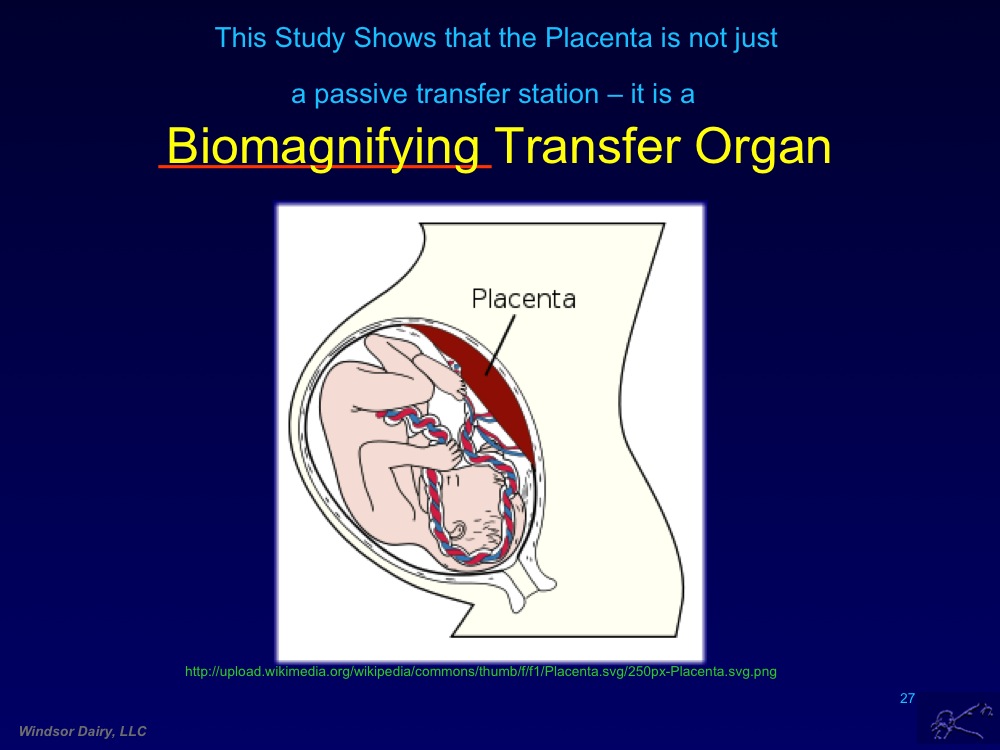 This Study Shows that the Placenta is not just
a passive transfer station – it is a
Biomagnifying Transfer Organ
Placenta
http://upload.wikimedia.org/wikipedia/commons/thumb/f/f1/Placenta.svg/250px-Placenta.svg.png
27
Windsor Dairy, LLC